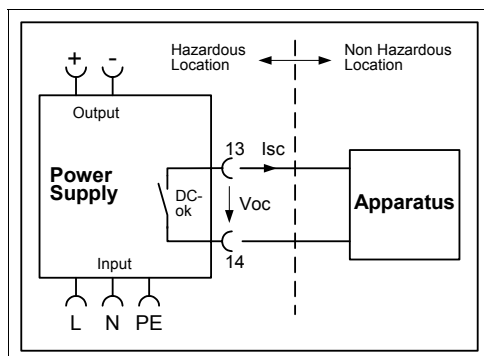 Hazardous
Location
Non Hazardous
Location
+ -
Output
Power
Supply
DC-
ok
13
Isc
Voc
14
Apparatus
Input
L N PE